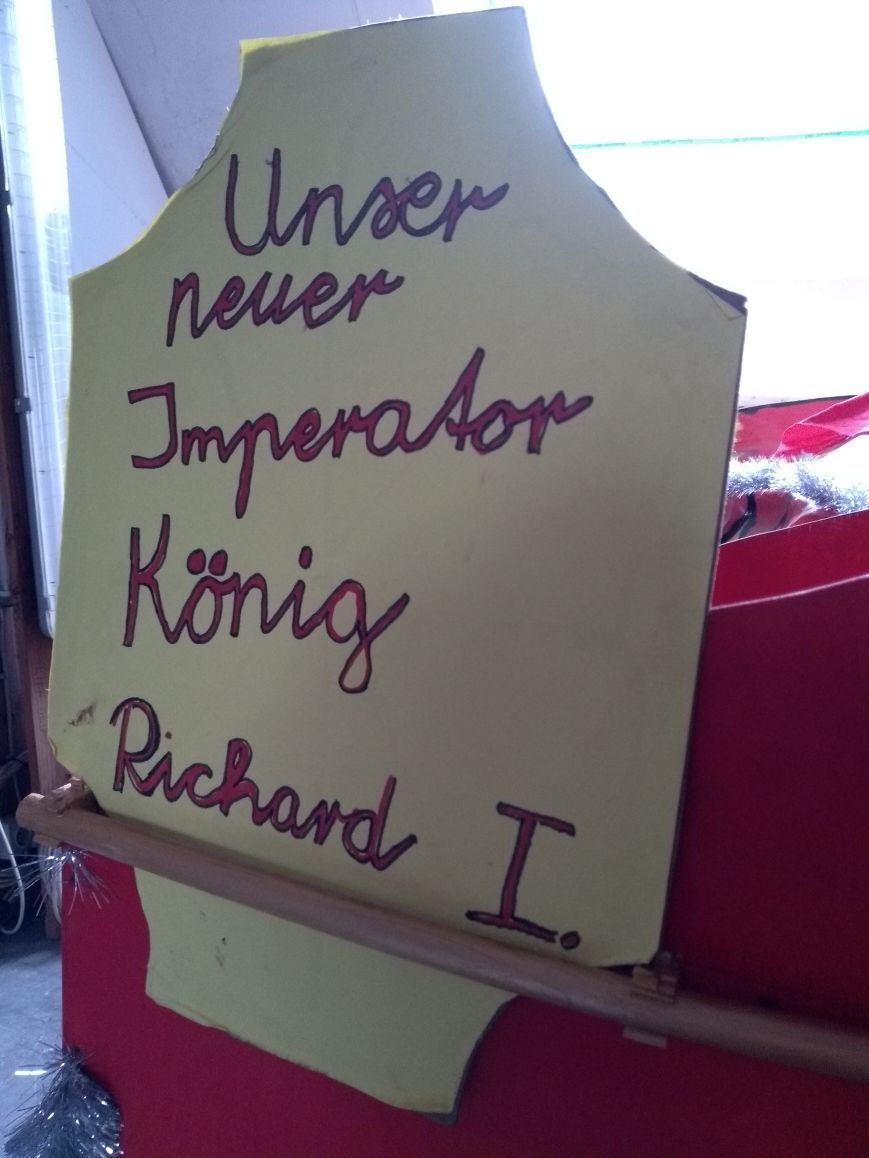 Unser
neuer
Imperator
König
Richard I.